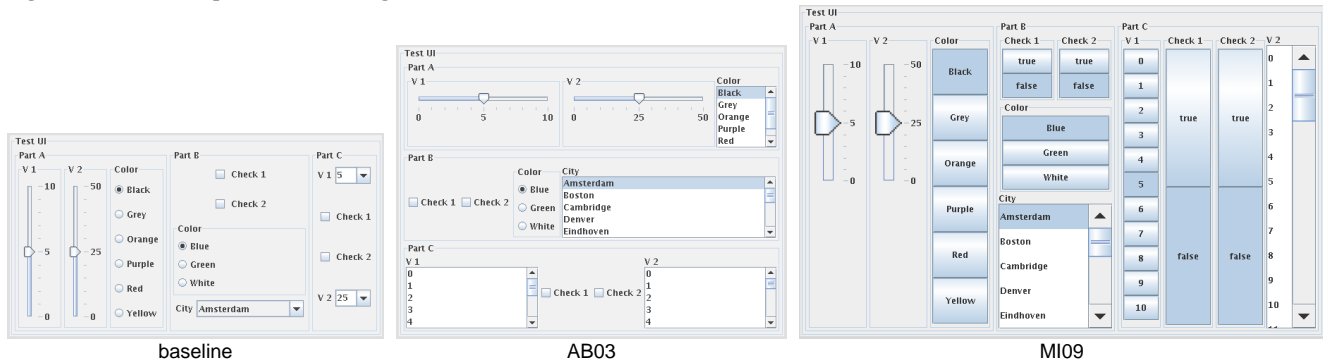 Test UI
Part A
V 1
10
5
0
V 2
50
25
0
Color
Black
Grey
Orange
Purple
Red
Yellow
Part B
Check 1
Check 2
Color
Blue
Green
White
City Amsterdam
Part C
V 1 5
Check 1
Check 2
V 2 25
baseline
Test UI
Part A
V 1
0 5 10
V 2
0 25 50
Color
Black
Grey
Orange
Purple
Red
Part B
Check 1 Check 2
Color
Blue
Green
White
City
Amsterdam
Boston
Cambridge
Denver
Eindhoven
Part C
V 1
0
1
2
3
4
Check 1 Check 2
V 2
0
1
2
3
4
AB03
Test UI
Part A
V 1
10
5
0
V 2
50
25
0
Color
Black
Grey
Orange
Purple
Red
Yellow
Part B
Check 1
true
false
Check 2
true
false
Color
Blue
Green
White
City
Amsterdam
Boston
Cambridge
Denver
Eindhoven
Part C
V 1
0
1
2
3
4
5
6
7
8
9
10
Check 1
true
false
Check 2
true
false
V 2
0
1
2
3
4
5
6
7
8
9
10
MI09